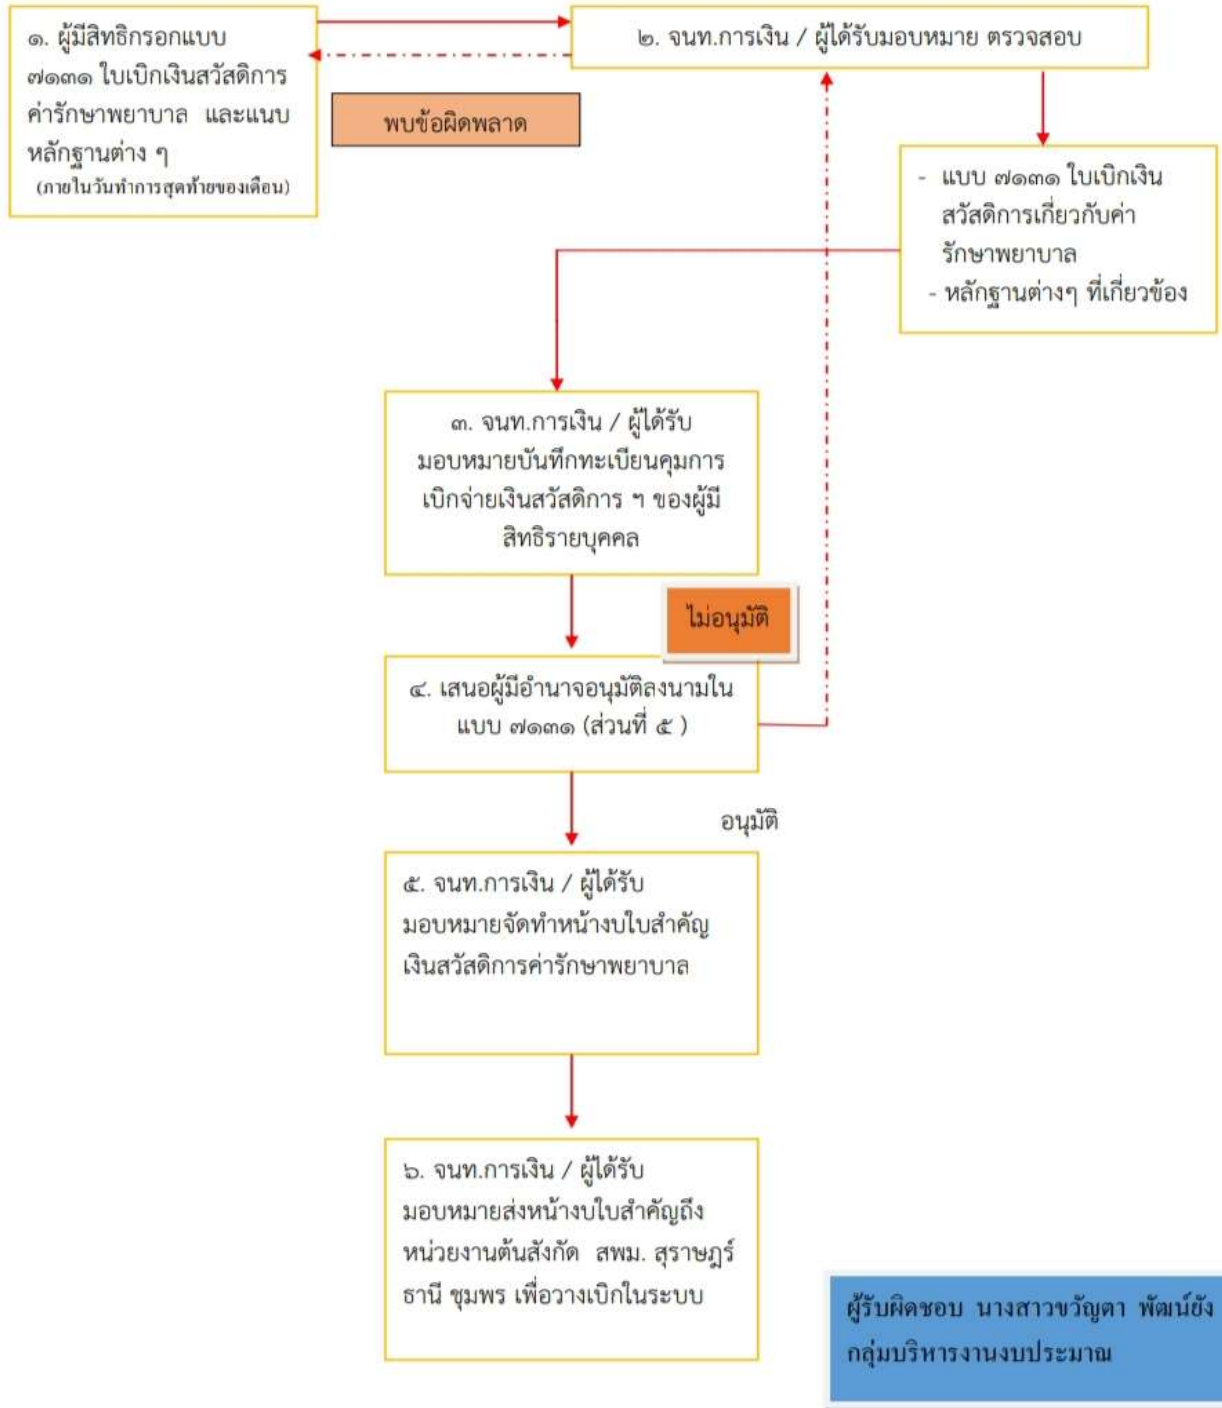 ๑. ผู้มีสิทธิกรอกแบบ
๗๑๓๑ ใบเบิกเงินสวัสดิการ
ค่ารักษาพยาบาล และแนบ
หลักฐานต่าง ๆ
(ภายในวันทำการสุดท้ายของเดือน)
๒. จนท.การเงิน / ผู้ได้รับมอบหมาย ตรวจสอบ
พบข้อผิดพลาด
- แบบ ๗๑๓๑ ใบเบิกเงิน
สวัสดิการเกี่ยวกับค่า
รักษาพยาบาล
- หลักฐานต่างๆ ที่เกี่ยวข้อง
๓. จนท.การเงิน / ผู้ได้รับ
มอบหมายบันทึกทะเบียนคุมการ
เบิกจ่ายเงินสวัสดิการ ฯ ของผู้มี
สิทธิรายบุคคล
ไม่อนุมัติ
๔. เสนอผู้มีอำนาจอนุมัติลงนามใน
แบบ ๗๑๓๑ (ส่วนที่ ๕ )
อนุมัติ
๕. จนท.การเงิน / ผู้ได้รับ
มอบหมายจัดทำหน้างบใบสำคัญ
เงินสวัสดิการค่ารักษาพยาบาล
๖. จนท.การเงิน / ผู้ได้รับ
มอบหมายส่งหน้างบใบสำคัญถึง
หน่วยงานต้นสังกัด สพม. สุราษฎร์
ธานี ชุมพร เพื่อวางเบิกในระบบ
ผู้รับผิดชอบ นางสาวขวัญตา พัฒน์ยัง
กลุ่มบริหารงานงบประมาณ